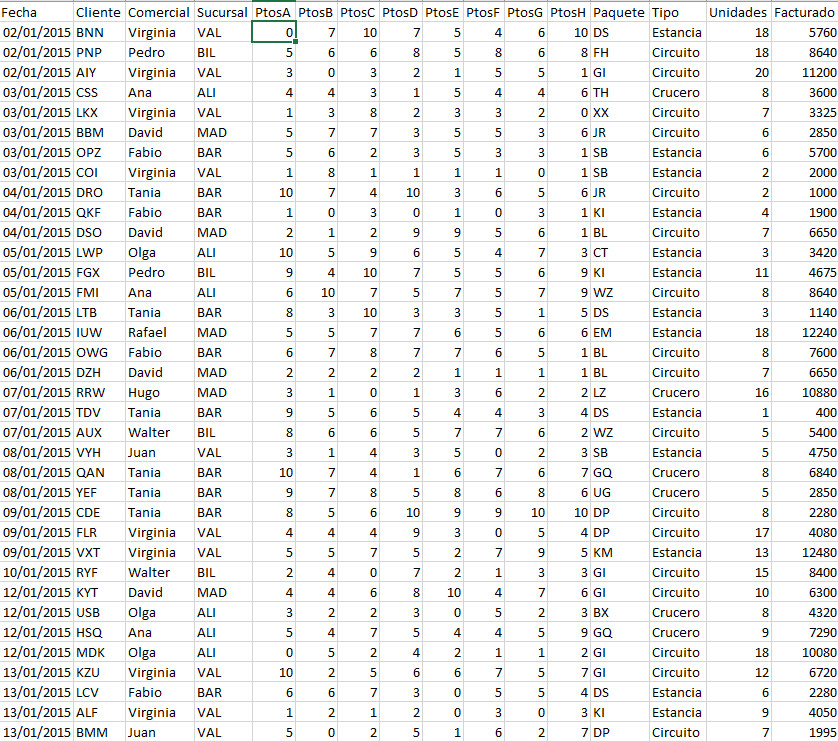 Fecha Cliente Comercial Sucursal PtosA PtosB PtosC PtosD PtosE PtosF PtosG PtosH Paquete Tipo Unidades Facturado
02/01/2015 BNN Virginia VAL 0 7 10 7 5 4 6 10 DS Estancia 18 5760
02/01/2015 PNP Pedro BIL 5 6 6 8 5 8 6 8 FH Circuito 18 8640
02/01/2015 AIY Virginia VAL 3 0 3 2 1 5 5 1 GI Circuito 20 11200
03/01/2015 CSS Ana ALI 4 4 3 1 5 4 4 6 TH Crucero 8 3600
03/01/2015 LKX Virginia VAL 1 3 8 2 3 3 2 0 XX Circuito 7 3325
03/01/2015 BBM David MAD 5 7 7 3 5 5 3 6 JR Circuito 6 2850
03/01/2015 OPZ Fabio BAR 5 6 2 3 5 3 3 1 SB Estancia 6 5700
03/01/2015 COI Virginia VAL 1 8 1 1 1 1 0 1 SB Estancia 2 2000
04/01/2015 DRO Tania BAR 10 7 4 10 3 6 5 6 JR Circuito 2 1000
04/01/2015 QKF Fabio BAR 1 0 3 0 1 0 3 1 KI Estancia 4 1900
04/01/2015 DSO David MAD 2 1 2 9 9 5 6 1 BL Circuito 7 6650
05/01/2015 LWP Olga ALI 10 5 9 6 5 4 7 3 CT Estancia 3 3420
05/01/2015 FGX Pedro BIL 9 4 10 7 5 5 6 9 KI Estancia 11 4675
05/01/2015 FMI Ana ALI 6 10 7 5 7 5 7 9 WZ Circuito 8 8640
06/01/2015 LTB Tania BAR 8 3 10 3 3 5 1 5 DS Estancia 3 1140
06/01/2015 IUW Rafael MAD 5 5 7 7 6 5 6 6 EM Estancia 18 12240
06/01/2015 OWG Fabio BAR 6 7 8 7 7 6 5 1 BL Circuito 8 7600
06/01/2015 DZH David MAD 2 2 2 2 1 1 1 1 BL Circuito 7 6650
07/01/2015 RRW Hugo MAD 3 1 0 1 3 6 2 2 LZ Crucero 16 10880
07/01/2015 TDV Tania BAR 9 5 6 5 4 4 3 4 DS Estancia 1 400
07/01/2015 AUX Walter BIL 8 6 6 5 7 7 6 2 WZ Circuito 5 5400
08/01/2015 VYH Juan VAL 3 1 4 3 5 0 2 3 SB Estancia 5 4750
08/01/2015 QAN Tania BAR 10 7 4 1 6 7 6 7 GQ Crucero 8 6840
08/01/2015 YEF Tania BAR 9 7 8 5 8 6 8 6 UG Crucero 5 2850
09/01/2015 CDE Tania BAR 8 5 6 10 9 9 10 10 DP Circuito 8 2280
09/01/2015 FLR Virginia VAL 4 4 4 9 3 0 5 4 DP Circuito 17 4080
09/01/2015 VXT Virginia VAL 5 5 7 5 2 7 9 5 KM Estancia 13 12480
10/01/2015 RYF Walter BIL 2 4 0 7 2 1 3 3 GI Circuito 15 8400
12/01/2015 KYT David MAD 4 4 6 8 10 4 7 6 GI Circuito 10 6300
12/01/2015 USB Olga ALI 3 2 2 3 0 5 2 3 BX Crucero 8 4320
12/01/2015 HSQ Ana ALI 5 4 7 5 4 4 5 9 GQ Crucero 9 7290
12/01/2015 MDK Olga ALI 0 5 2 4 2 1 1 2 GI Circuito 18 10080
13/01/2015 KZU Virginia VAL 10 2 5 6 6 7 5 7 GI Circuito 12 6720
13/01/2015 LCV Fabio BAR 6 6 7 3 0 5 5 4 DS Estancia 6 2280
13/01/2015 ALF Virginia VAL 1 2 1 2 0 3 0 3 KI Estancia 9 4050
13/01/2015 BMM Juan VAL 5 0 2 5 1 6 2 7 DP Circuito 7 1995